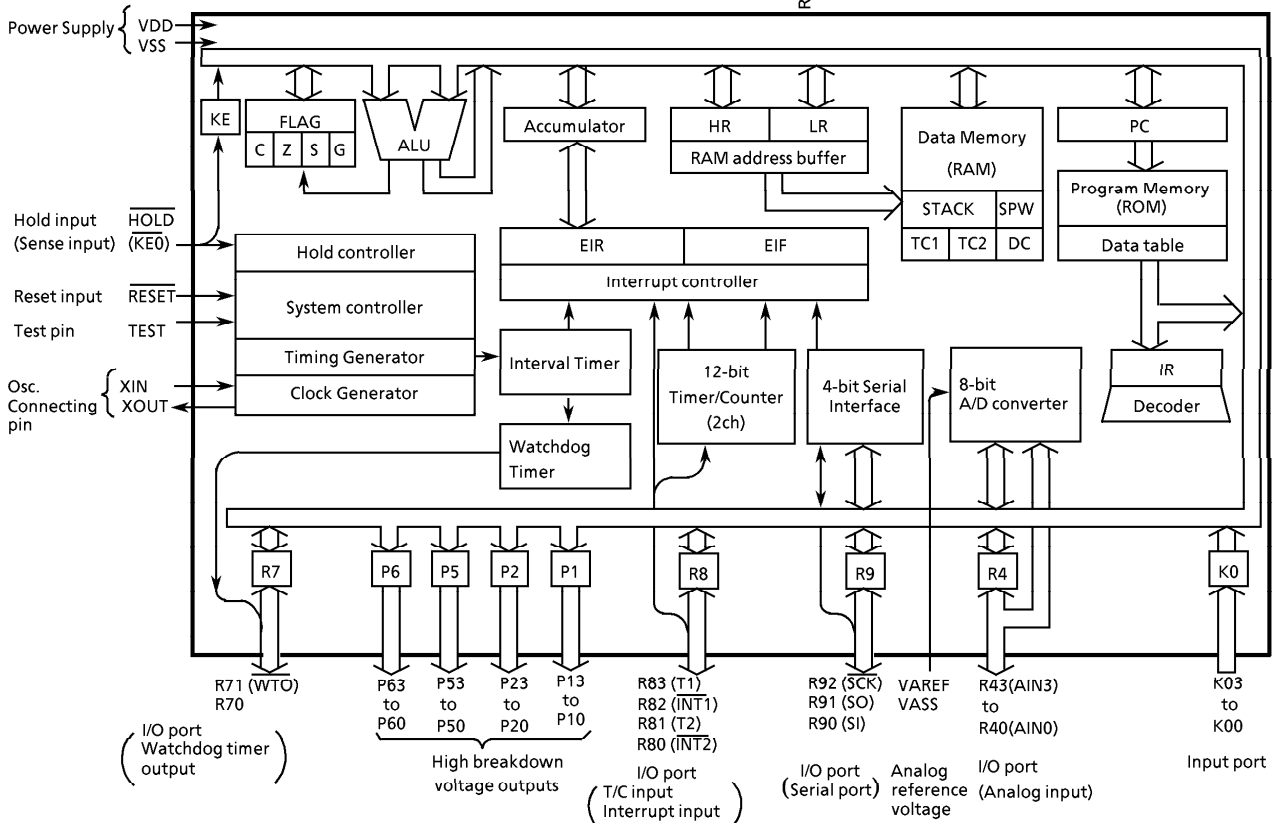 R
Power Supply
VDD
VSS
KE
FLAG
C Z S G
ALU
Accumulator
HR LR
RAM address buffer
Data Memory
(RAM)
STACK SPW
TC1 TC2 DC
PC
Program Memory
(ROM)
Data table
Hold input HOLD
(Sense input) (KE0)
Reset input RESET
Test pin TEST
Osc.
Connecting
pin
XIN
XOUT
Hold controller
System controller
Timing Generator
Clock Generator
EIR EIF
Interrupt controller
Interval Timer
Watchdog
Timer
12-bit
Timer/Counter
(2ch)
4-bit Serial
Interface
8-bit
A/D converter
IR
Decoder
R7 P6 P5 P2 P1 R8 R9 R4 K0
R71 (WTO)
R70
I/O port
Watchdog timer
output
P63
to
P60
P53
to
P50
P23
to
P20
P13
to
P10
High breakdown
voltage outputs
R83 (T1)
R82 (INT1)
R81 (T2)
R80 (INT2)
I/O port
T/C input
Interrupt input
R92 (SCK)
R91 (SO)
R90 (SI)
I/O port
(Serial port)
VAREF
VASS
Analog
reference
voltage
R43(AIN3)
to
R40(AIN0)
I/O port
(Analog input)
K03
to
K00
Input port